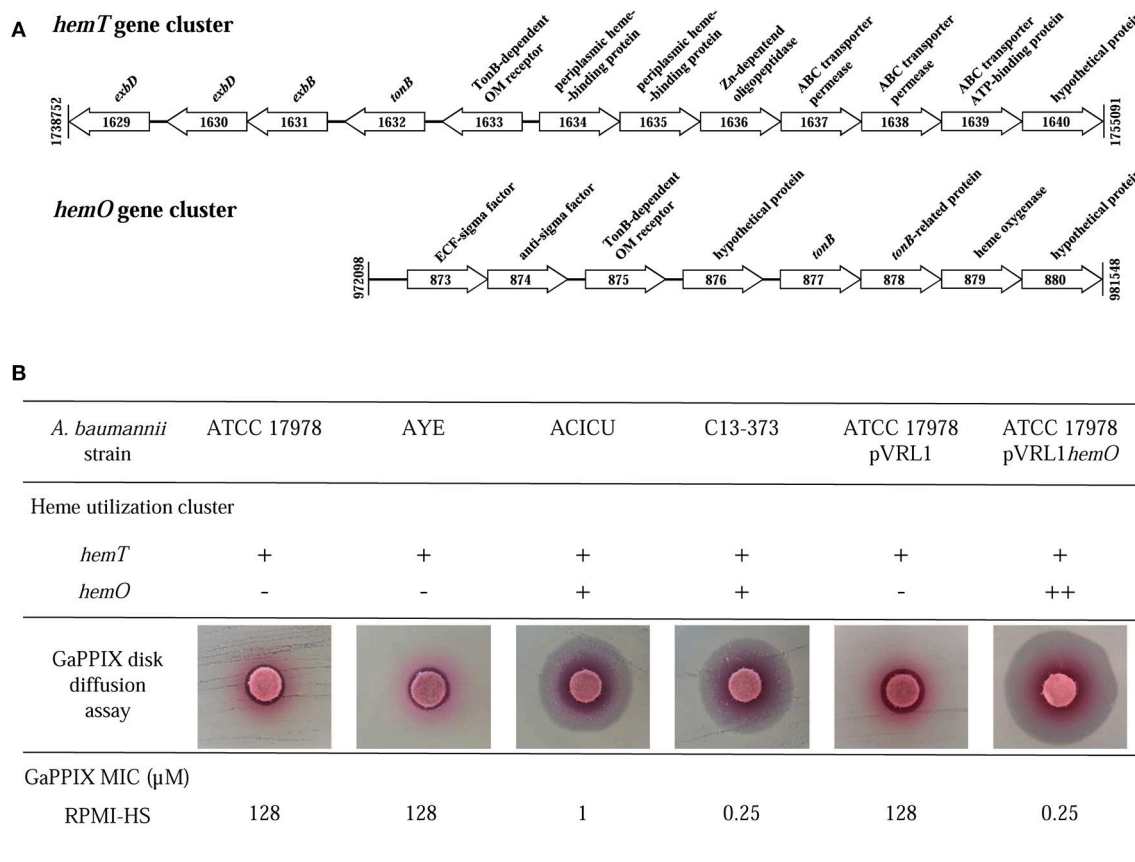 A
hemT gene cluster
exbD
exbD
exbB
tonB
TonB-dependent
OM receptor
periplasmic heme-
-binding protein
periplasmic heme-
-binding protein
Zn-depentend
oligopeptidase
ABC transporter
permease
ABC transporter
permease
ABC transporter
ATP-binding protein
hypothetical protein
1738752
1629
1630
1631
1632
1633
1634
1635
1636
1637
1638
1639
1640
1755091
hemO gene cluster
ECF-sigma factor
anti-sigma factor
TonB-dependent
OM receptor
hypothetical protein
tonB
tonB-related protein
heme oxygenase
hypothetical protein
972098
873
874
875
876
877
878
879
880
981548
B
A. baumannii
strain
ATCC 17978
AYE
ACICU
C13-373
ATCC 17978
pVRL1
ATCC 17978
pVRL1hemO
Heme utilization cluster
hemT + + + + + +
hemO - - + + - ++
GaPPIX disk
diffusion
assay
GaPPIX MIC (µM)
RPMI-HS 128 128 1 0.25 128 0.25